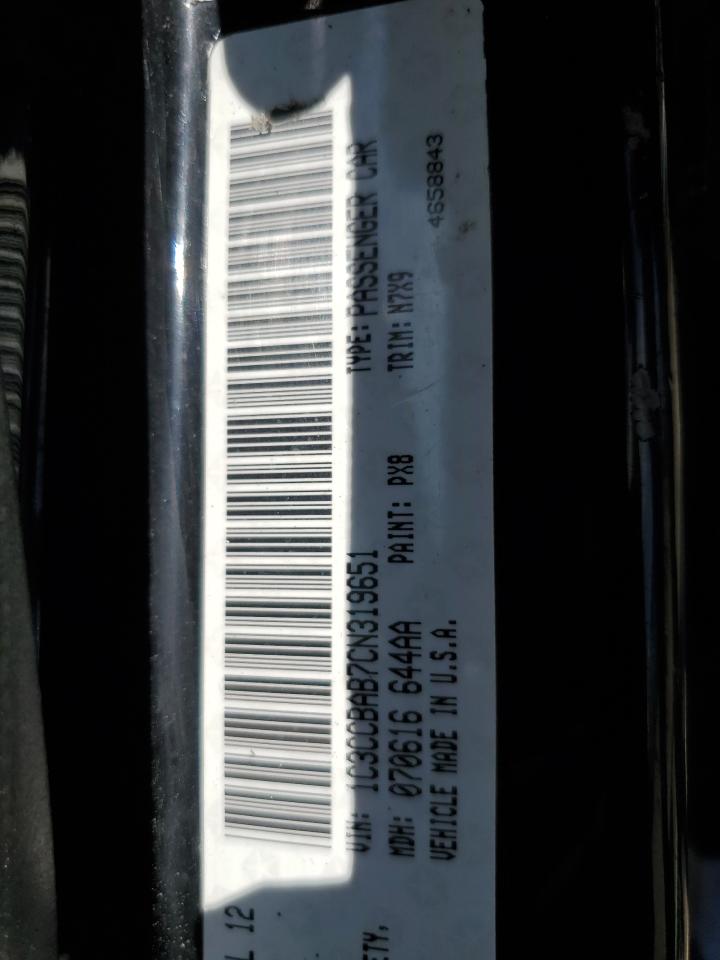 L 12
ETY,
VIN: 1C3CCBAB7CN319651 TYPE: PASSENGER CAR
MDH: 070616 644AA PAINT: PX8 TRIM: N7X9
VEHICLE MADE IN U.S.A. 4658843